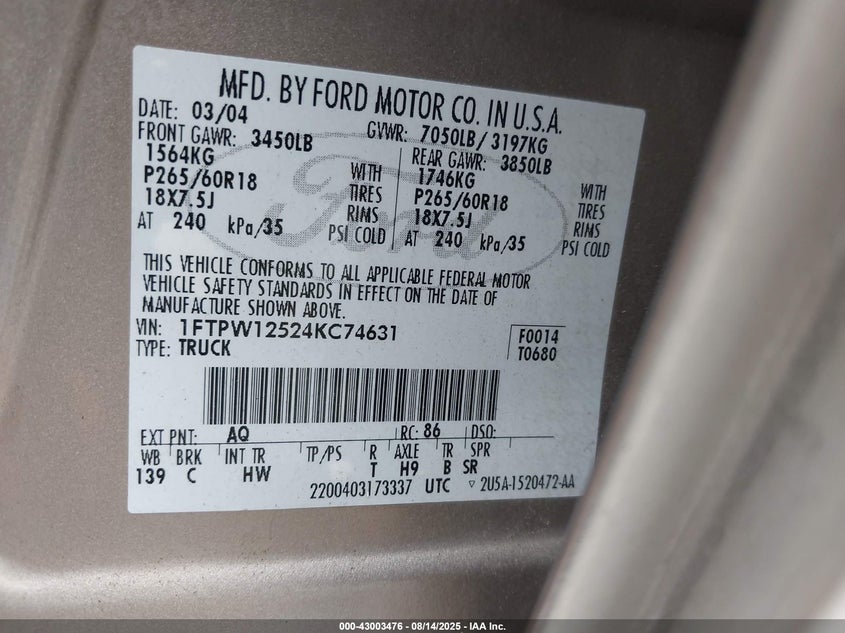 MFD. BY FORD MOTOR CO. IN U.S.A.
DATE: 03/04 GVWR: 7050LB/ 3197KG
FRONT GAWR: 3450LB REAR GAWR: 3850LB
1564KG WITH 1746KG WITH
P265/60R18 TIRES P265/60R18 TIRES
18X7.5J RIMS 18X7.5J RIMS
AT 240 kPa/35 PSI COLD AT 240 kPa/35 PSI COLD
Ford
THIS VEHICLE CONFORMS TO ALL APPLICABLE FEDERAL MOTOR
VEHICLE SAFETY STANDARDS IN EFFECT ON THE DATE OF
MANUFACTURE SHOWN ABOVE.
VIN: 1FTPW12524KC74631 F0014
TYPE: TRUCK T0680
EXT PNT: AQ RC: 86 DSO:
WB BRK INT TR TP/PS R AXLE TR SPR
139 C HW T H9 B SR
2200403173337 UTC ▽ 2U5A-1520472-AA
000-43003476 - 08/14/2025 - IAA Inc.